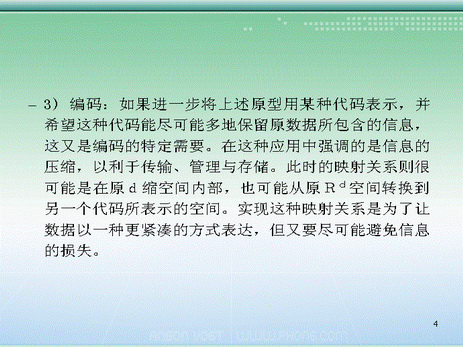 – 3） 编码：如果进一步将上述原型用某种代码表示，并
希望这种代码能尽可能多地保留原数据所包含的信息，
这又是编码的特定需要。在这种应用中强调的是信息的
压缩，以利于传输、管理与存储。此时的映射关系则很
可能是在原 d 缩空间内部，也可能从原 R^d空间转换到
另一个代码所表示的空间。实现这种映射关系是为了让
数据以一种更紧凑的方式表达，但又要尽可能避免信息
的损失。
4